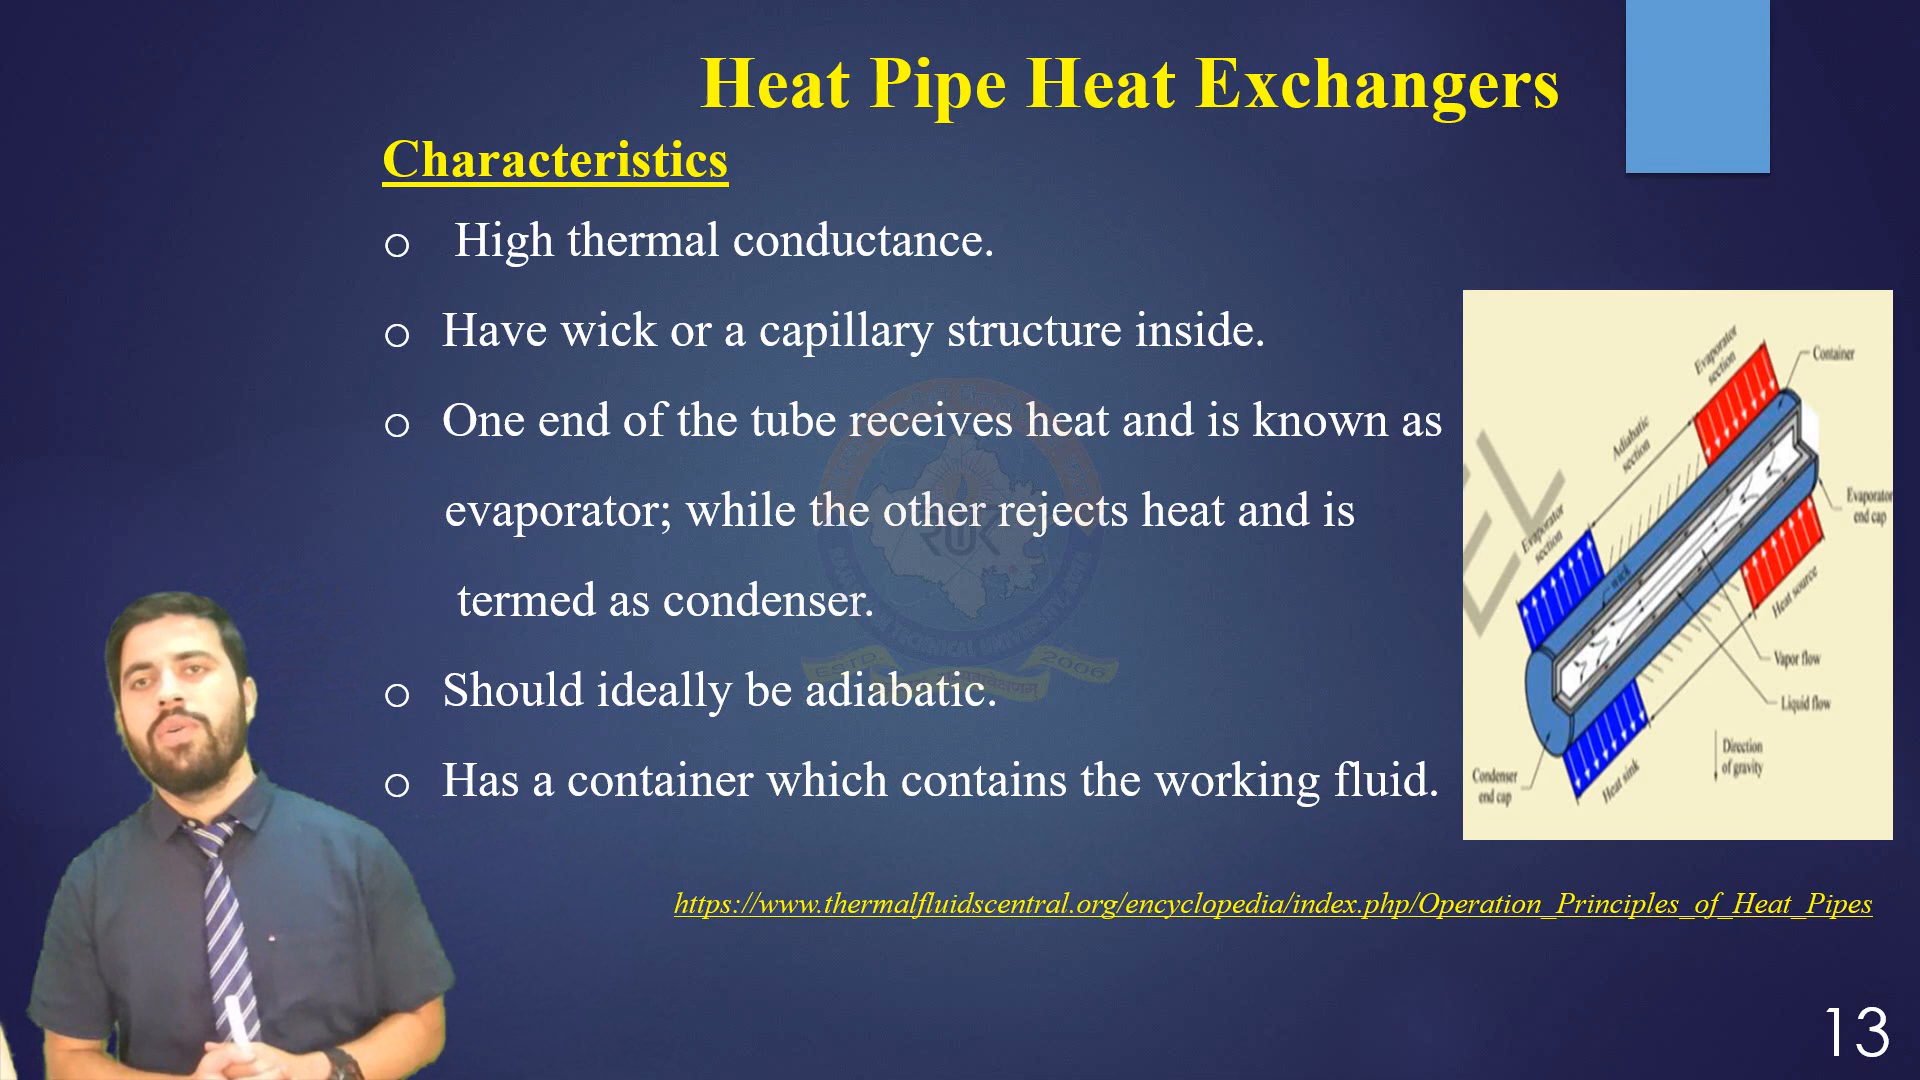 Heat Pipe Heat Exchangers
Characteristics
o High thermal conductance.
o Have wick or a capillary structure inside.
o One end of the tube receives heat and is known as
evaporator; while the other rejects heat and is
termed as condenser.
o Should ideally be adiabatic.
o Has a container which contains the working fluid.
Evaporator
section
Container
Adiabatic
section
Evaporator
end cap
Evaporator
section
wick
Heat source
Vapor flow
Liquid flow
Direction
of gravity
Condenser
end cap
Heat sink
ESTD. 2006
https://www.thermalfluidscentral.org/encyclopedia/index.php/Operation_Principles_of_Heat_Pipes
13